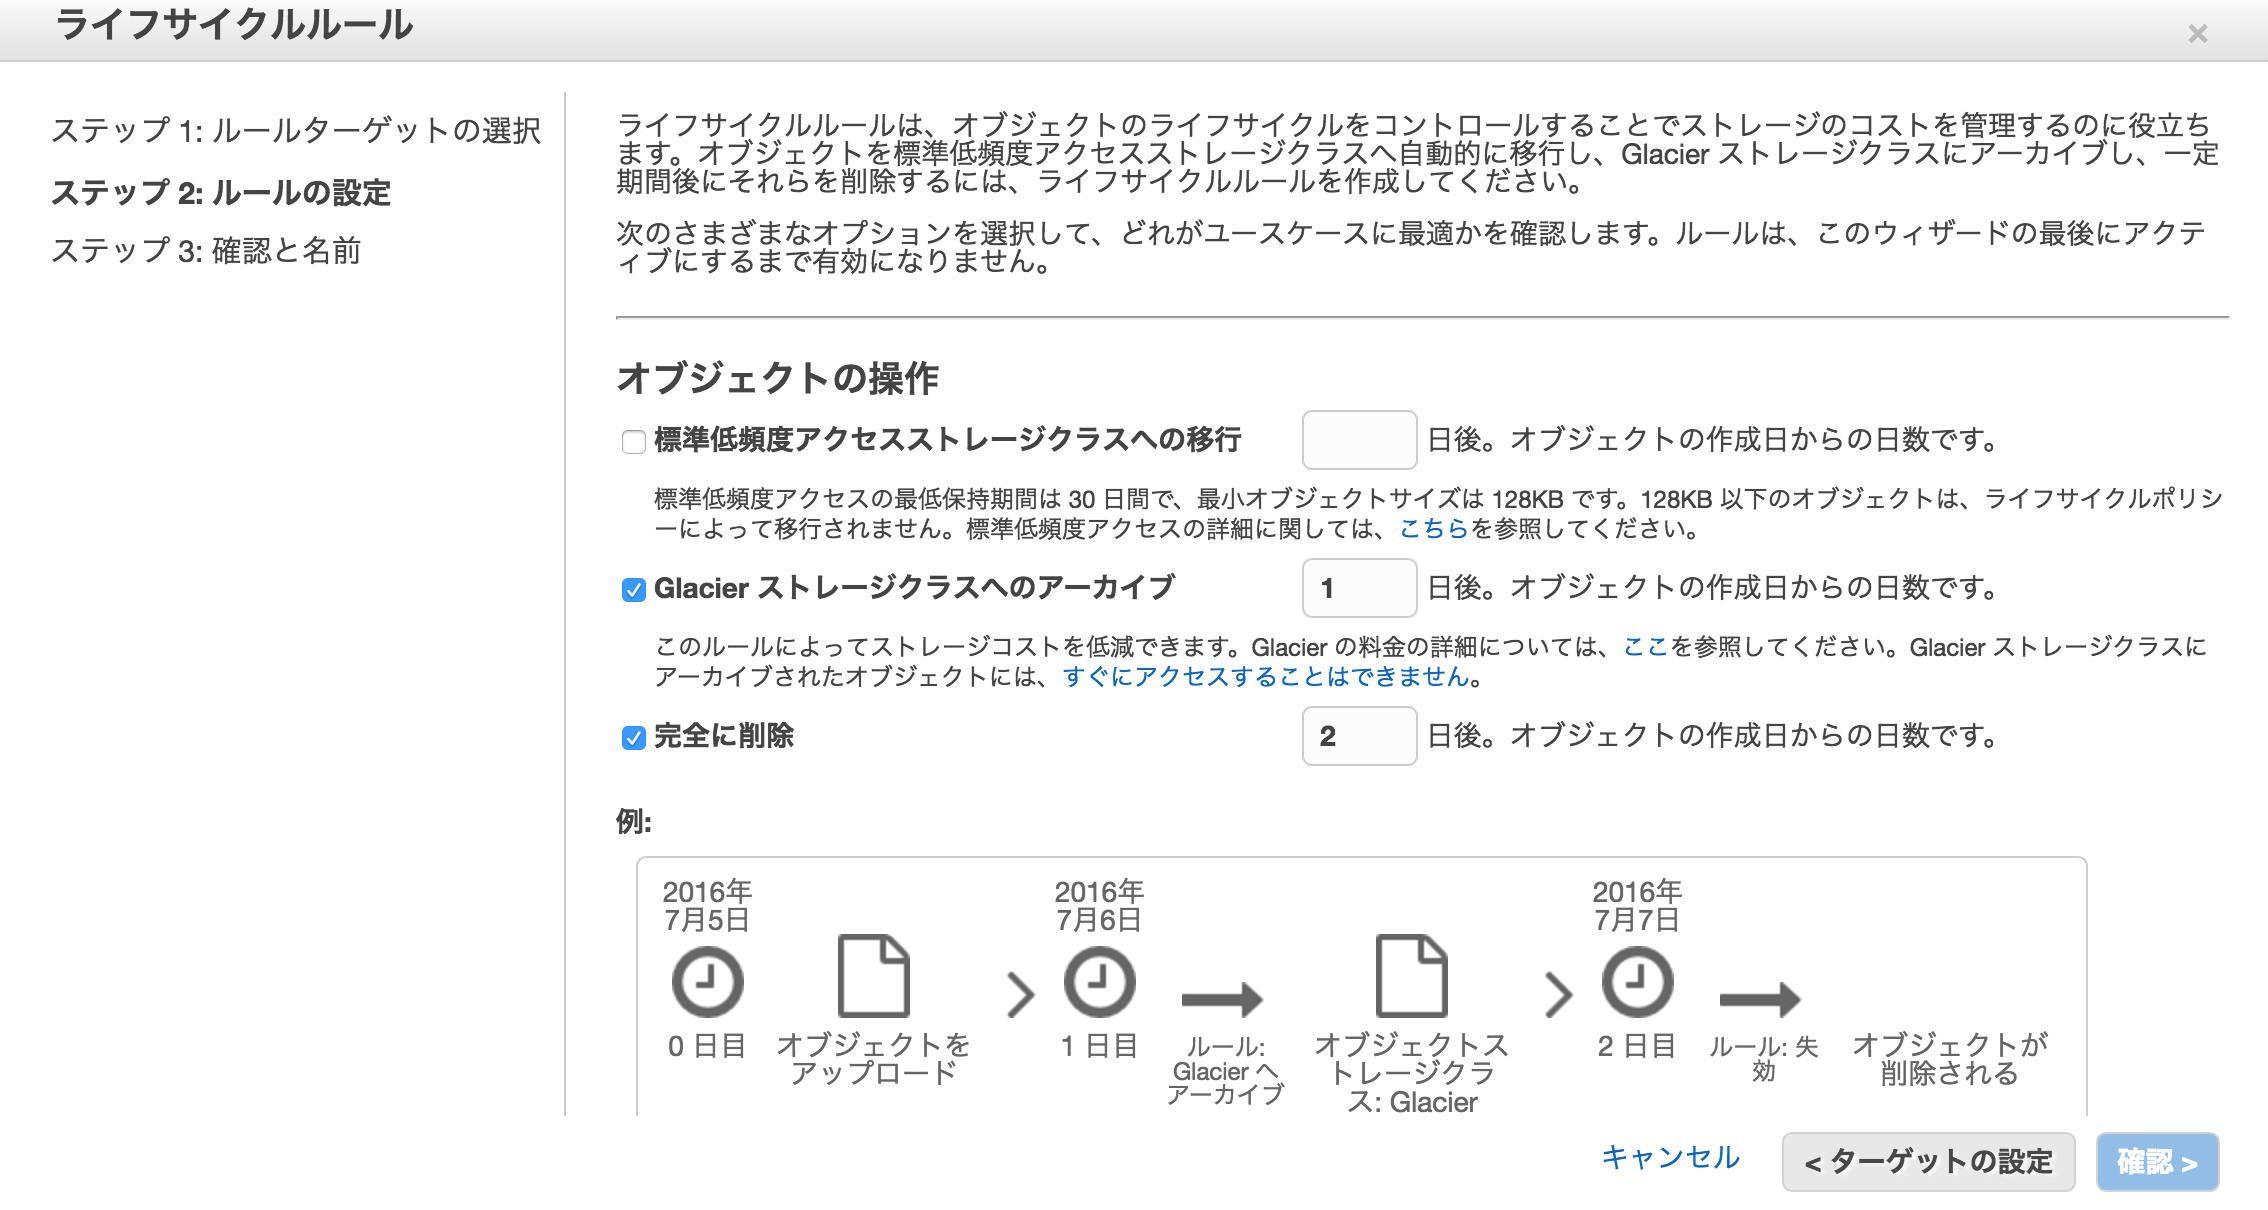 ライフサイクルルール
×
ステップ 1: ルールターゲットの選択
ステップ 2: ルールの設定
ステップ 3: 確認と名前
ライフサイクルルールは、オブジェクトのライフサイクルをコントロールすることでストレージのコストを管理するのに役立ち
ます。オブジェクトを標準低頻度アクセスストレージクラスへ自動的に移行し、Glacier ストレージクラスにアーカイブし、一定
期間後にそれらを削除するには、ライフサイクルルールを作成してください。
次のさまざまなオプションを選択して、どれがユースケースに最適かを確認します。ルールは、このウィザードの最後にアクテ
ィブにするまで有効になりません。
オブジェクトの操作
標準低頻度アクセスストレージクラスへの移行 日後。オブジェクトの作成日からの日数です。
標準低頻度アクセスの最低保持期間は 30 日間で、最小オブジェクトサイズは 128KB です。128KB 以下のオブジェクトは、ライフサイクルポリシ
ーによって移行されません。標準低頻度アクセスの詳細に関しては、こちらを参照してください。
Glacier ストレージクラスへのアーカイブ 1 日後。オブジェクトの作成日からの日数です。
このルールによってストレージコストを低減できます。Glacier の料金の詳細については、ここを参照してください。Glacier ストレージクラスに
アーカイブされたオブジェクトには、すぐにアクセスすることはできません。
完全に削除 2 日後。オブジェクトの作成日からの日数です。
例:
2016年
7月5日
0 日目
オブジェクトを
アップロード
2016年
7月6日
1 日目
ルール:
Glacier へ
アーカイブ
オブジェクトス
トレージクラ
ス: Glacier
2016年
7月7日
2 日目
ルール: 失
効
オブジェクトが
削除される
キャンセル
< ターゲットの設定
確認 >